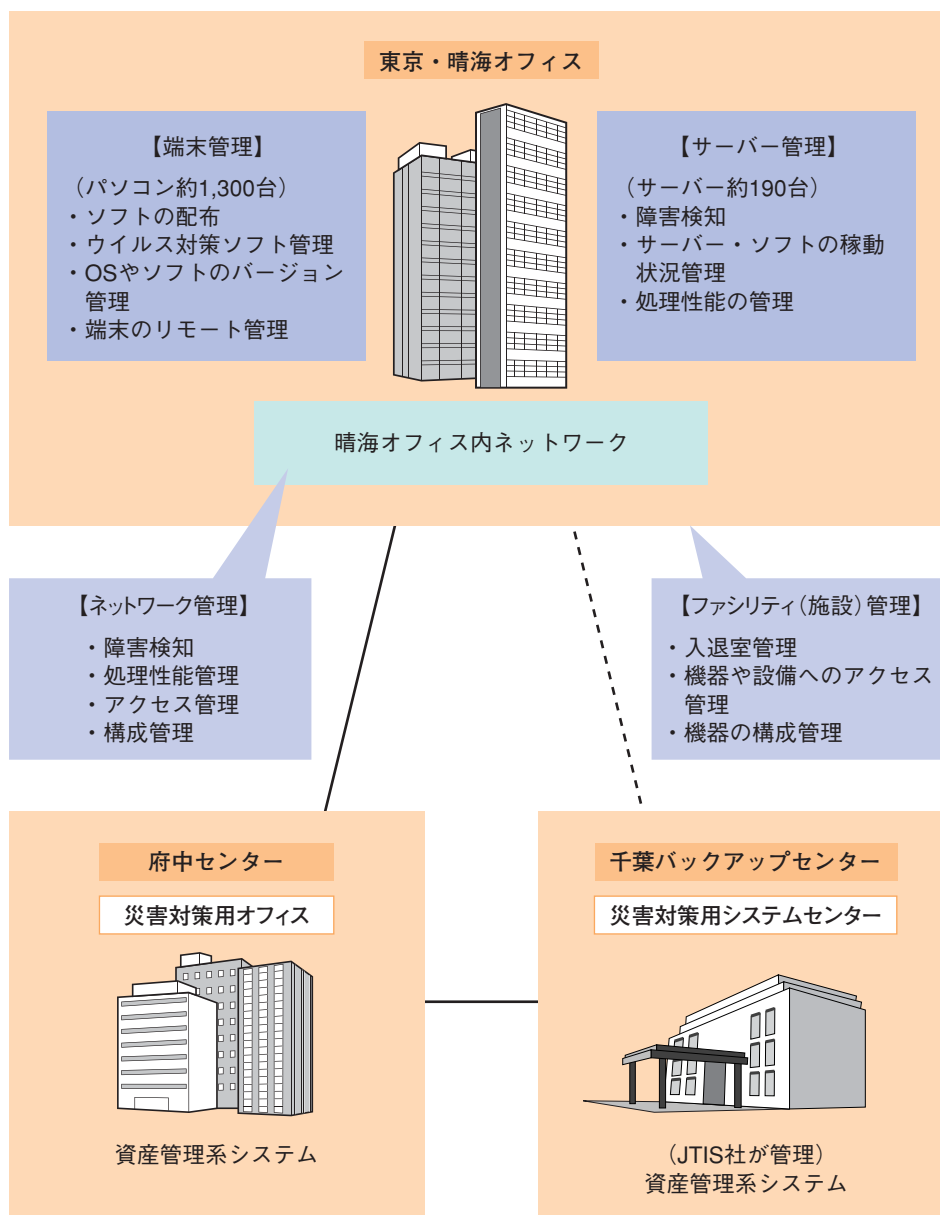 東京・晴海オフィス
【端末管理】
（パソコン約1,300台）
・ソフトの配布
・ウイルス対策ソフト管理
・OSやソフトのバージョン
管理
・端末のリモート管理
【サーバー管理】
（サーバー約190台）
・障害検知
・サーバー・ソフトの稼動
状況管理
・処理性能の管理
晴海オフィス内ネットワーク
【ネットワーク管理】
・障害検知
・処理性能管理
・アクセス管理
・構成管理
【ファシリティ（施設）管理】
・入退室管理
・機器や設備へのアクセス
管理
・機器の構成管理
府中センター
災害対策用オフィス
資産管理系システム
千葉バックアップセンター
災害対策用システムセンター
（JTIS社が管理）
資産管理系システム